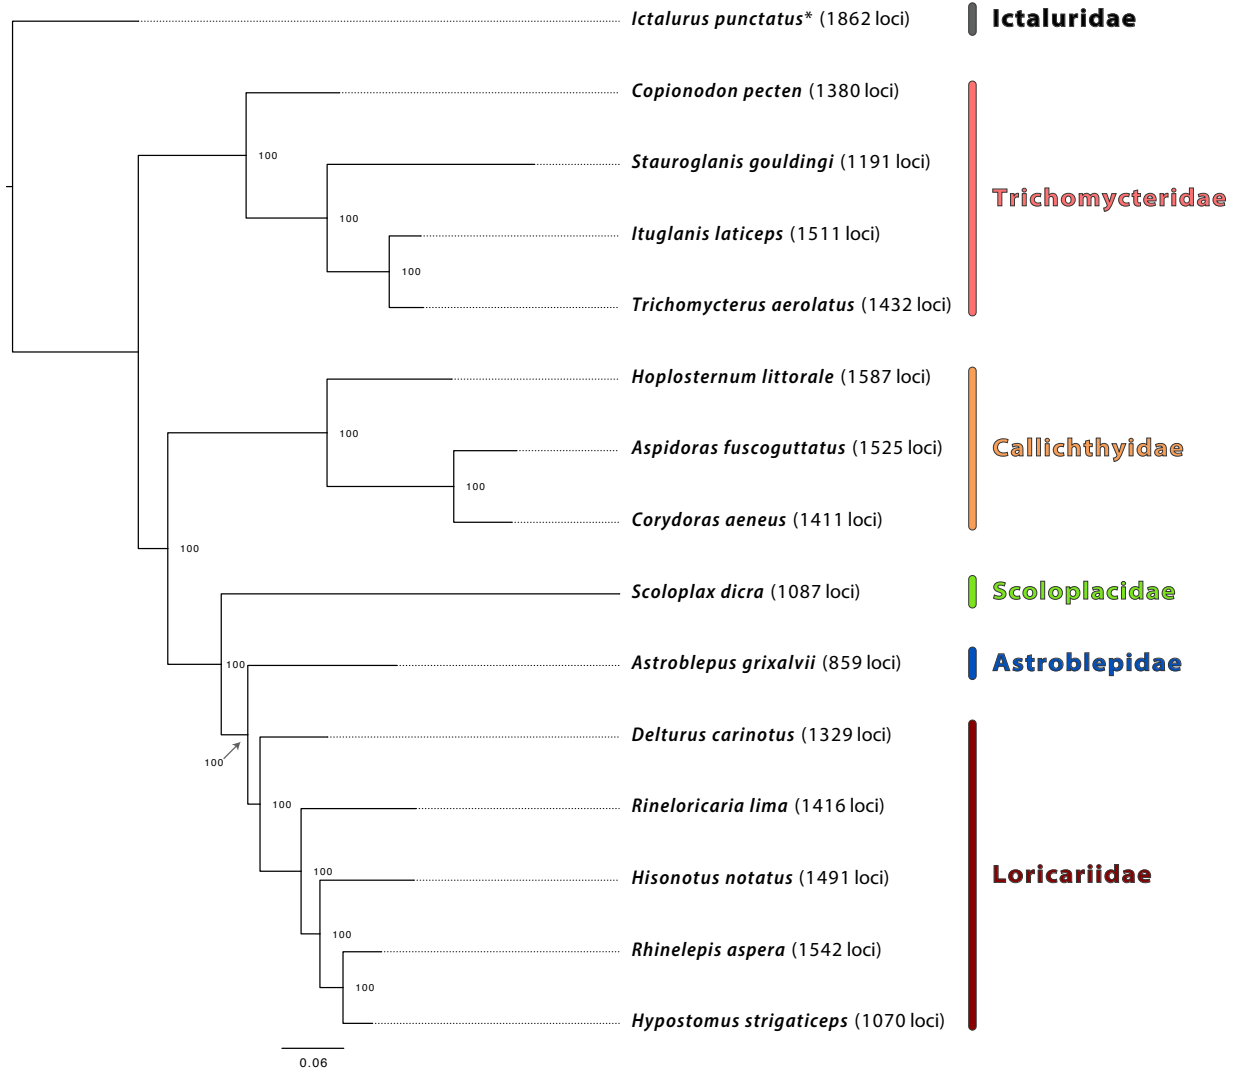 Ictalurus punctatus* (1862 loci)
Ictaluridae
Copionodon pecten (1380 loci)
100
Stauroglanis gouldingi (1191 loci)
Trichomycteridae
100
Ituglanis laticeps (1511 loci)
100
Trichomycterus aerolatus (1432 loci)
Hoplosternum littorale (1587 loci)
100
Aspidoras fuscoguttatus (1525 loci)
Callichthyidae
100
Corydoras aeneus (1411 loci)
100
Scoloplax dicra (1087 loci)
Scoloplacidae
100
Astroblepus grixalvii (859 loci)
Astroblepidae
Delturus carinotus (1329 loci)
100
100
Rineloricaria lima (1416 loci)
100
Hisonotus notatus (1491 loci)
Loricariidae
100
Rhinelepis aspera (1542 loci)
100
Hypostomus strigaticeps (1070 loci)
0.06